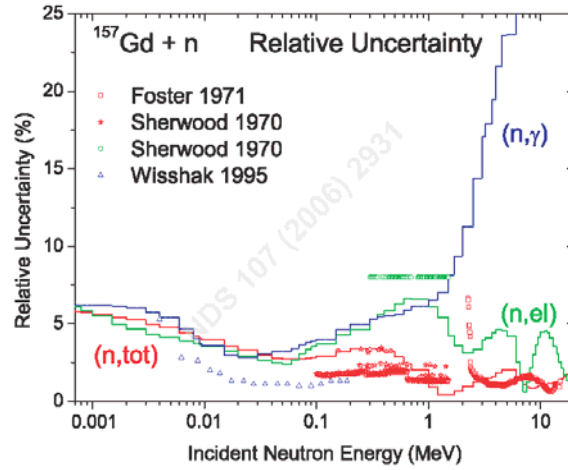 ¹⁵⁷Gd + n Relative Uncertainty
Foster 1971
Sherwood 1970
Sherwood 1970
Wisshak 1995
(n,γ)
(n,el)
(n,tot)
NDS 107 (2006) 2931
Relative Uncertainty (%)
25
20
15
10
5
0
0.001 0.01 0.1 1 10
Incident Neutron Energy (MeV)